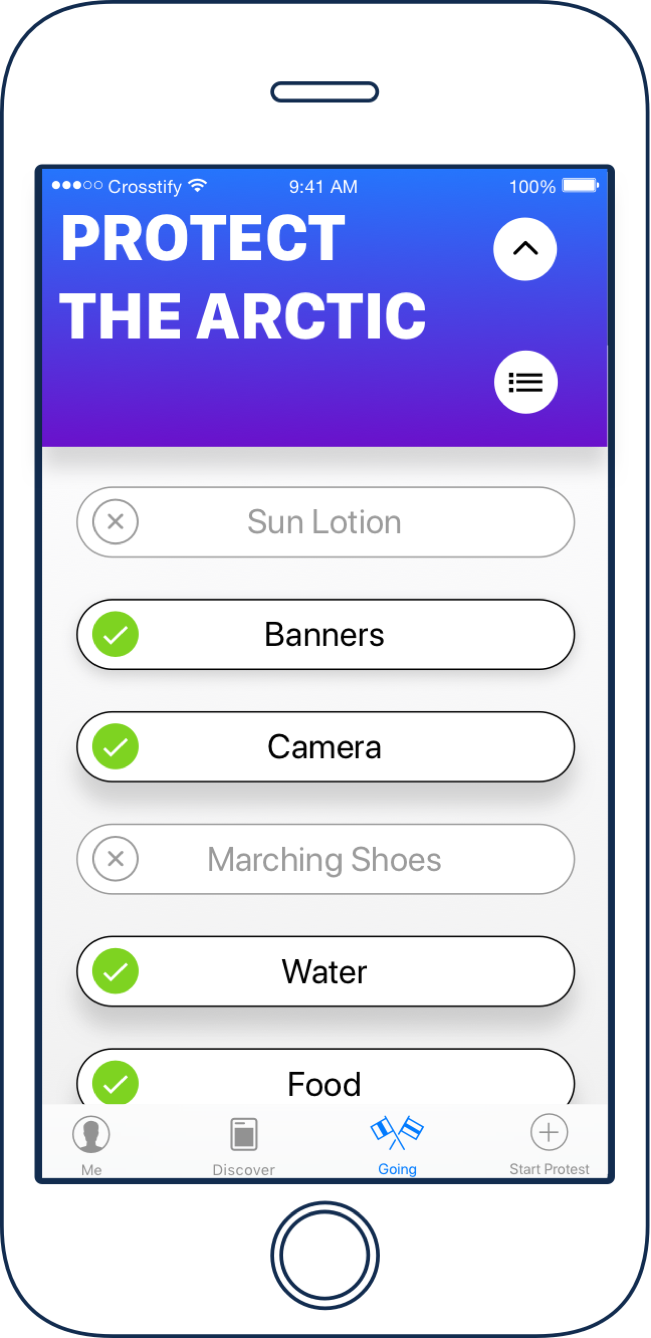 Crosstify 9:41 AM 100%
PROTECT
THE ARCTIC
Sun Lotion
Banners
Camera
Marching Shoes
Water
Food
Me Discover Going Start Protest